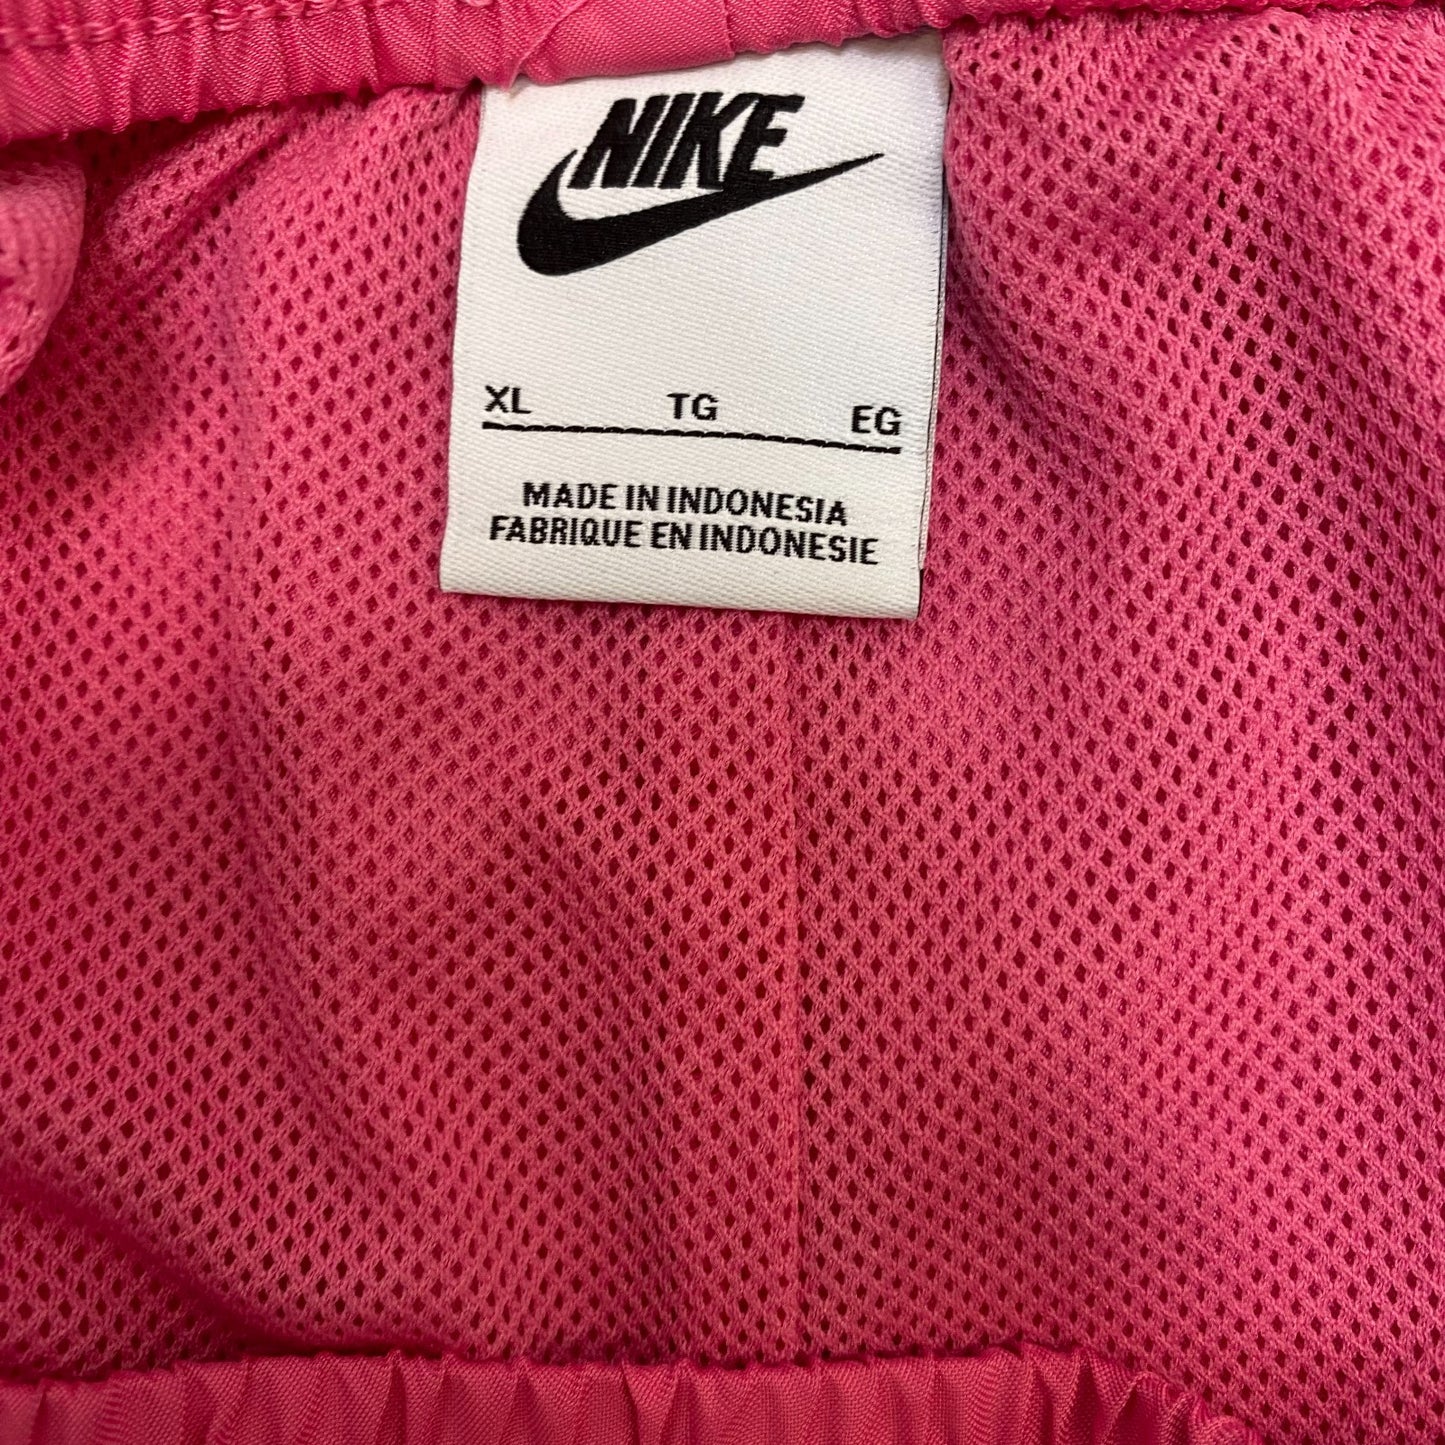 NIKE
XL TG EG
MADE IN INDONESIA
FABRIQUE EN INDONESIE